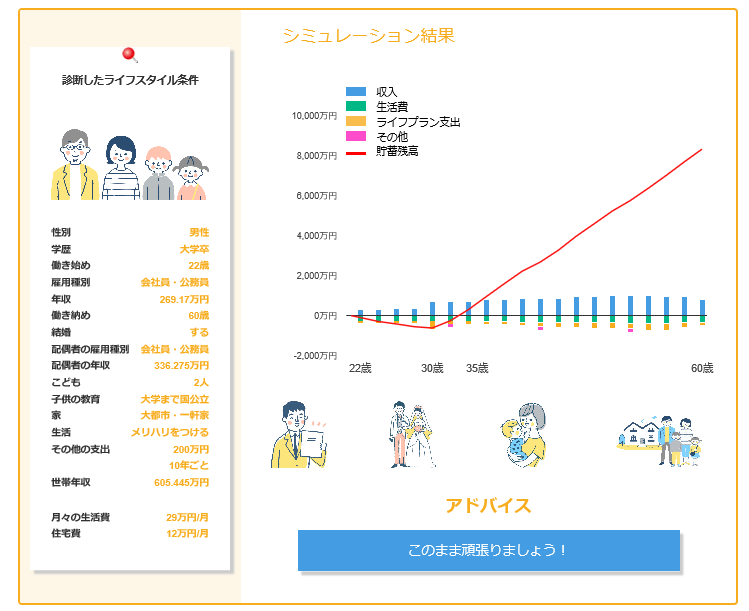 診断したライフスタイル条件
性別 男性
学歴 大学卒
働き始め 22歳
雇用種別 会社員・公務員
年収 269.17万円
働き納め 60歳
結婚 する
配偶者の雇用種別 会社員・公務員
配偶者の年収 336.275万円
こども 2人
子供の教育 大学まで国公立
家 大都市・一軒家
生活 メリハリをつける
その他の支出 200万円
10年ごと
世帯年収 605.445万円
月々の生活費 29万円/月
住宅費 12万円/月
シミュレーション結果
収入
生活費
ライフプラン支出
その他
貯蓄残高
10,000万円
8,000万円
6,000万円
4,000万円
2,000万円
0万円
-2,000万円
22歳 30歳 35歳 60歳
アドバイス
このまま頑張りましょう！